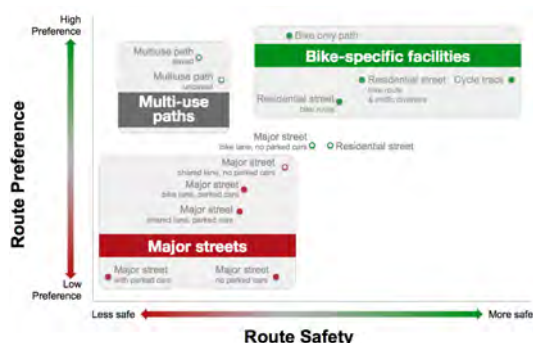 High
Preference
Route Preference
Low
Preference
Bike only path
Bike-specific facilities
Multiuse path
paved
Multiuse path
unpaved
Multi-use
paths
Residential street
bike route
& traffic diverters
Cycle track
Residential street
bike route
Major street
bike lane, no parked cars
Residential street
Major street
shared lane, no parked cars
Major street
bike lane, parked cars
Major street
shared lane, parked cars
Major streets
Major street
with parked cars
Major street
no parked cars
Less safe
More safe
Route Safety